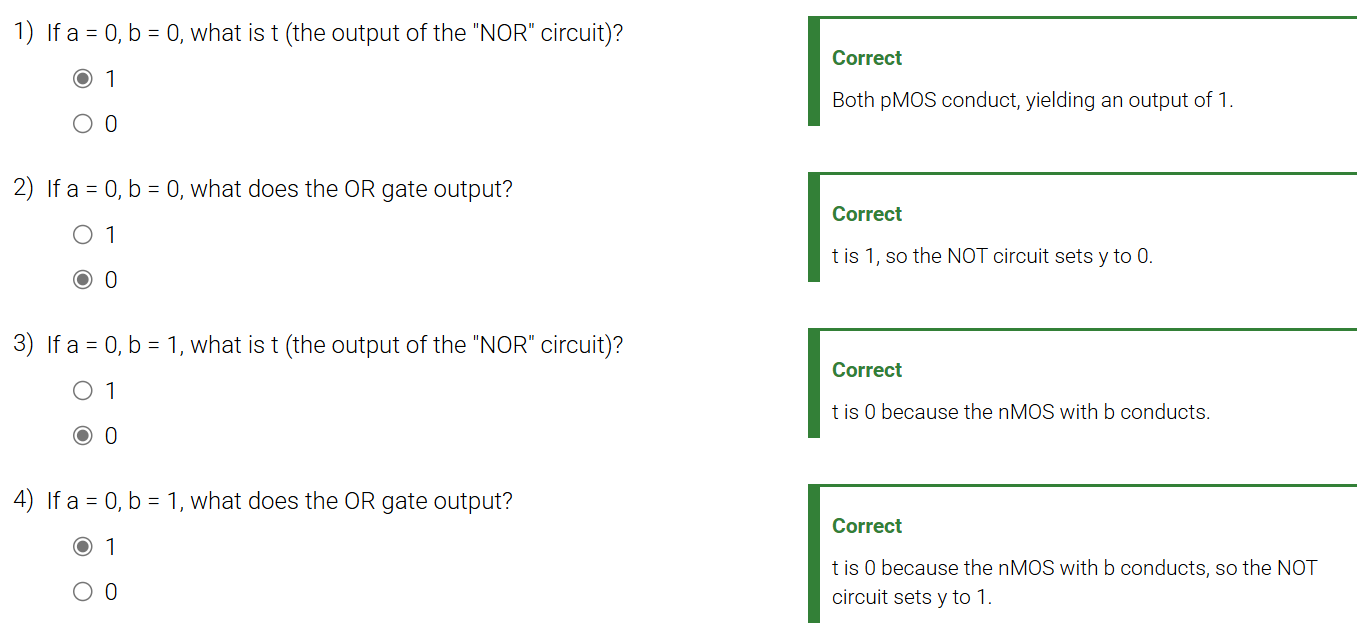 1) If a = 0, b = 0, what is t (the output of the "NOR" circuit)?
1
0
Correct
Both pMOS conduct, yielding an output of 1.
2) If a = 0, b = 0, what does the OR gate output?
1
0
Correct
t is 1, so the NOT circuit sets y to 0.
3) If a = 0, b = 1, what is t (the output of the "NOR" circuit)?
1
0
Correct
t is 0 because the nMOS with b conducts.
4) If a = 0, b = 1, what does the OR gate output?
1
0
Correct
t is 0 because the nMOS with b conducts, so the NOT
circuit sets y to 1.